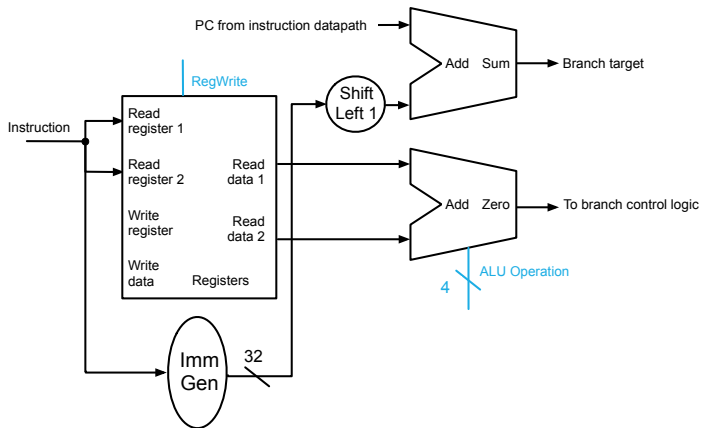 PC from instruction datapath
Add Sum
Branch target
RegWrite
Shift
Left 1
Instruction
Read
register 1
Read
register 2
Read
data 1
Write
register
Read
data 2
Write
data
Registers
Add Zero
To branch control logic
ALU Operation
4
Imm
Gen
32